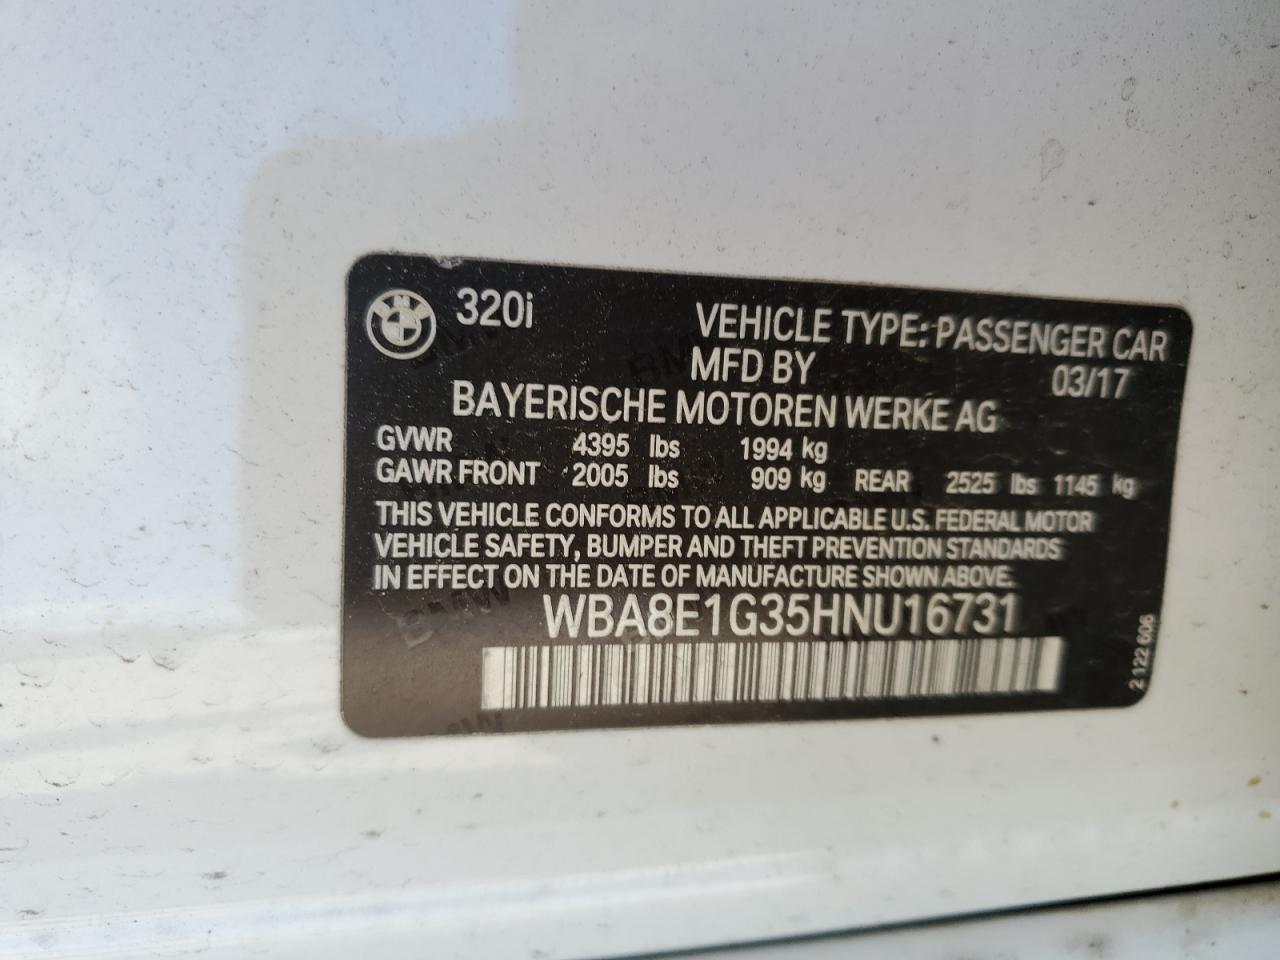 320i
VEHICLE TYPE: PASSENGER CAR
MFD BY 03/17
BAYERISCHE MOTOREN WERKE AG
GVWR 4395 lbs 1994 kg
GAWR FRONT 2005 lbs 909 kg REAR 2525 lbs 1145 kg
THIS VEHICLE CONFORMS TO ALL APPLICABLE U.S. FEDERAL MOTOR
VEHICLE SAFETY, BUMPER AND THEFT PREVENTION STANDARDS
IN EFFECT ON THE DATE OF MANUFACTURE SHOWN ABOVE.
WBA8E1G35HNU16731
2 122 606